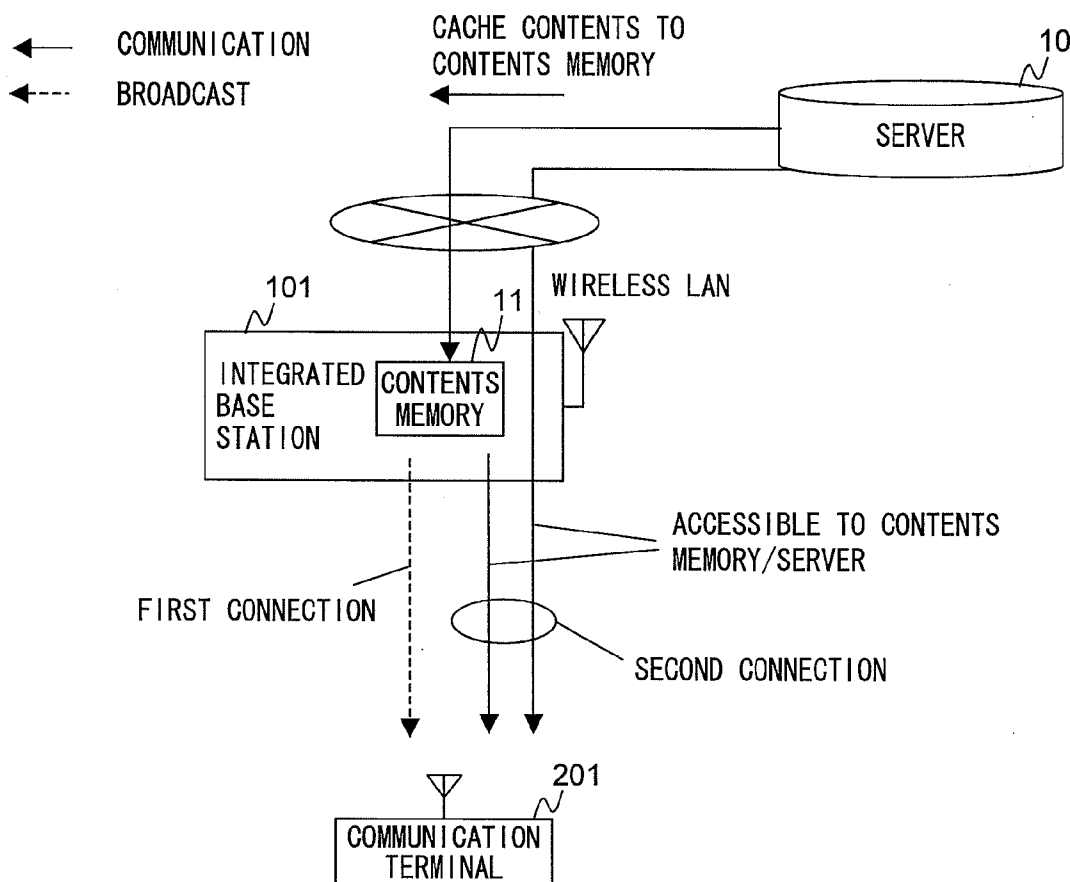 COMMUNICATION
BROADCAST
CACHE CONTENTS TO
CONTENTS MEMORY
10
SERVER
WIRELESS LAN
101
11
INTEGRATED
BASE
STATION
CONTENTS
MEMORY
ACCESSIBLE TO CONTENTS
MEMORY/SERVER
FIRST CONNECTION
SECOND CONNECTION
201
COMMUNICATION
TERMINAL